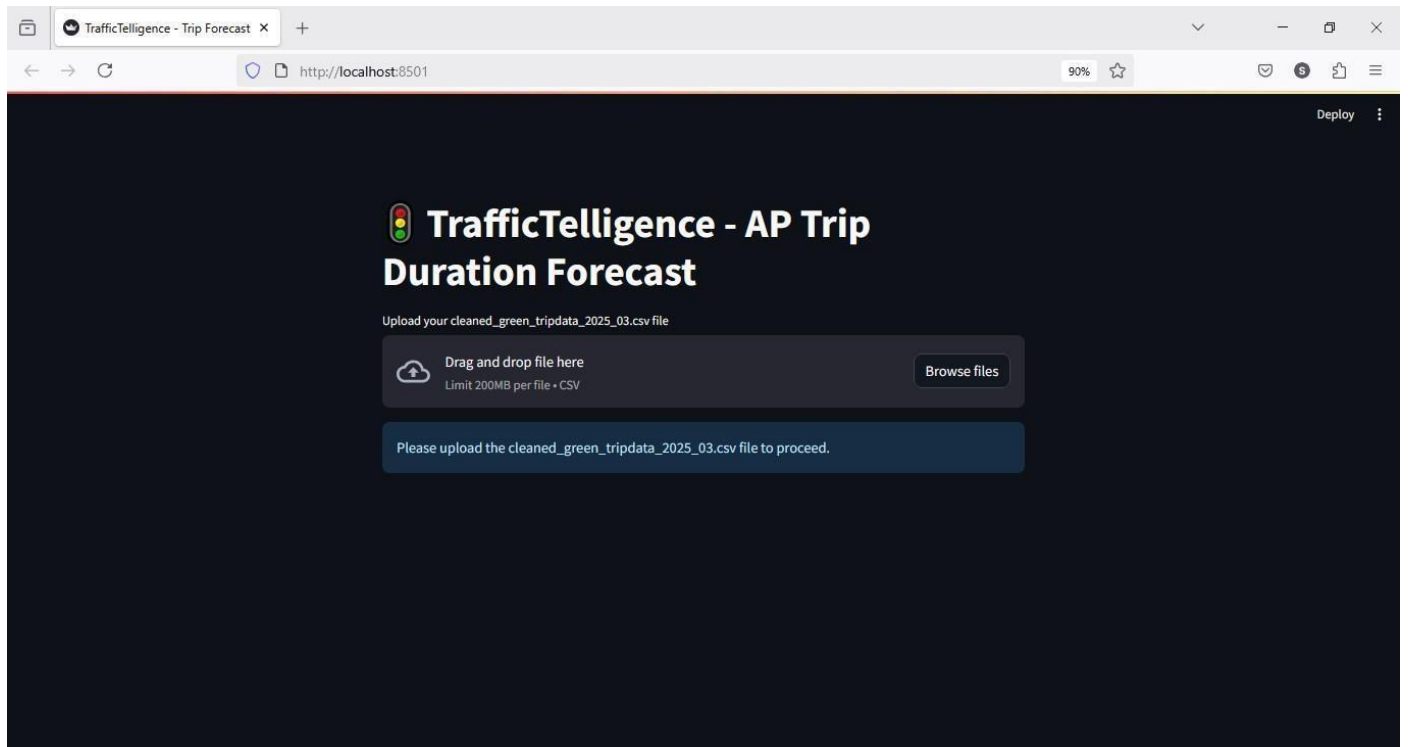 TrafficTelligence - Trip Forecast
http://localhost:8501
90%
S
Deploy
TrafficTelligence - AP Trip
Duration Forecast
Upload your cleaned_green_tripdata_2025_03.csv file
Drag and drop file here
Limit 200MB per file • CSV
Browse files
Please upload the cleaned_green_tripdata_2025_03.csv file to proceed.